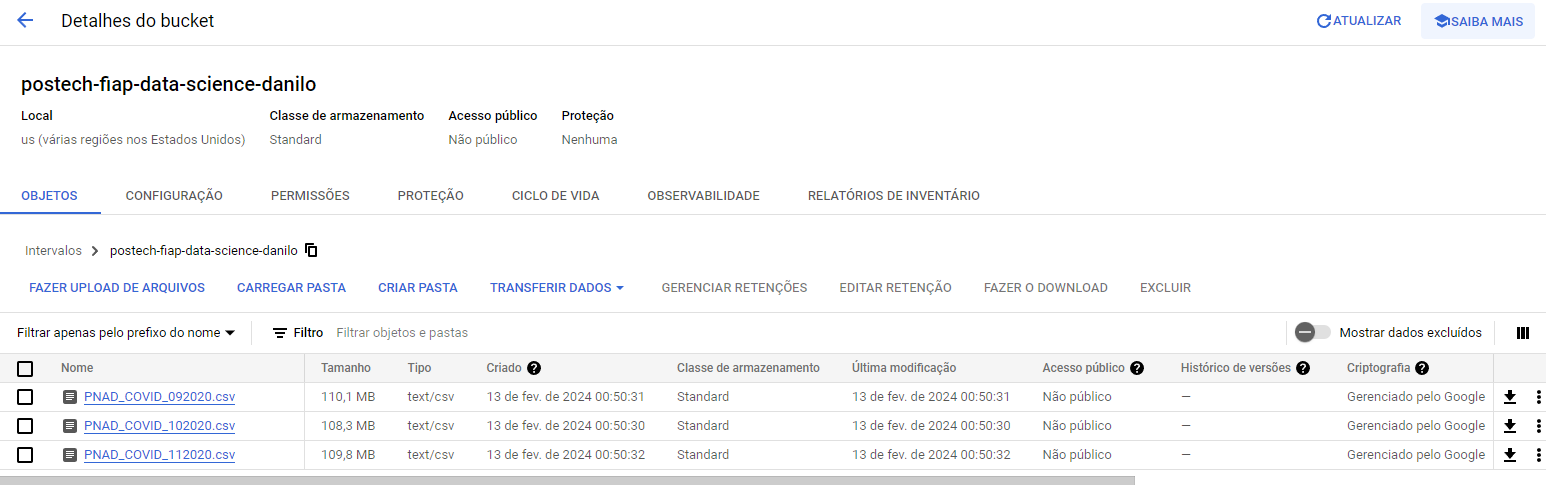 Detalhes do bucket ATUALIZAR SAIBA MAIS
postech-fiap-data-science-danilo
Local Classe de armazenamento Acesso público Proteção
us (várias regiões nos Estados Unidos) Standard Não público Nenhuma
OBJETOS CONFIGURAÇÃO PERMISSÕES PROTEÇÃO CICLO DE VIDA OBSERVABILIDADE RELATÓRIOS DE INVENTÁRIO
Intervalos > postech-fiap-data-science-danilo
FAZER UPLOAD DE ARQUIVOS CARREGAR PASTA CRIAR PASTA TRANSFERIR DADOS GERENCIAR RETENÇÕES EDITAR RETENÇÃO FAZER O DOWNLOAD EXCLUIR
Filtrar apenas pelo prefixo do nome Filtro Filtrar objetos e pastas Mostrar dados excluídos
Nome Tamanho Tipo Criado Classe de armazenamento Última modificação Acesso público Histórico de versões Criptografia
PNAD_COVID_092020.csv 110,1 MB text/csv 13 de fev. de 2024 00:50:31 Standard 13 de fev. de 2024 00:50:31 Não público — Gerenciado pelo Google
PNAD_COVID_102020.csv 108,3 MB text/csv 13 de fev. de 2024 00:50:30 Standard 13 de fev. de 2024 00:50:30 Não público — Gerenciado pelo Google
PNAD_COVID_112020.csv 109,8 MB text/csv 13 de fev. de 2024 00:50:32 Standard 13 de fev. de 2024 00:50:32 Não público — Gerenciado pelo Google